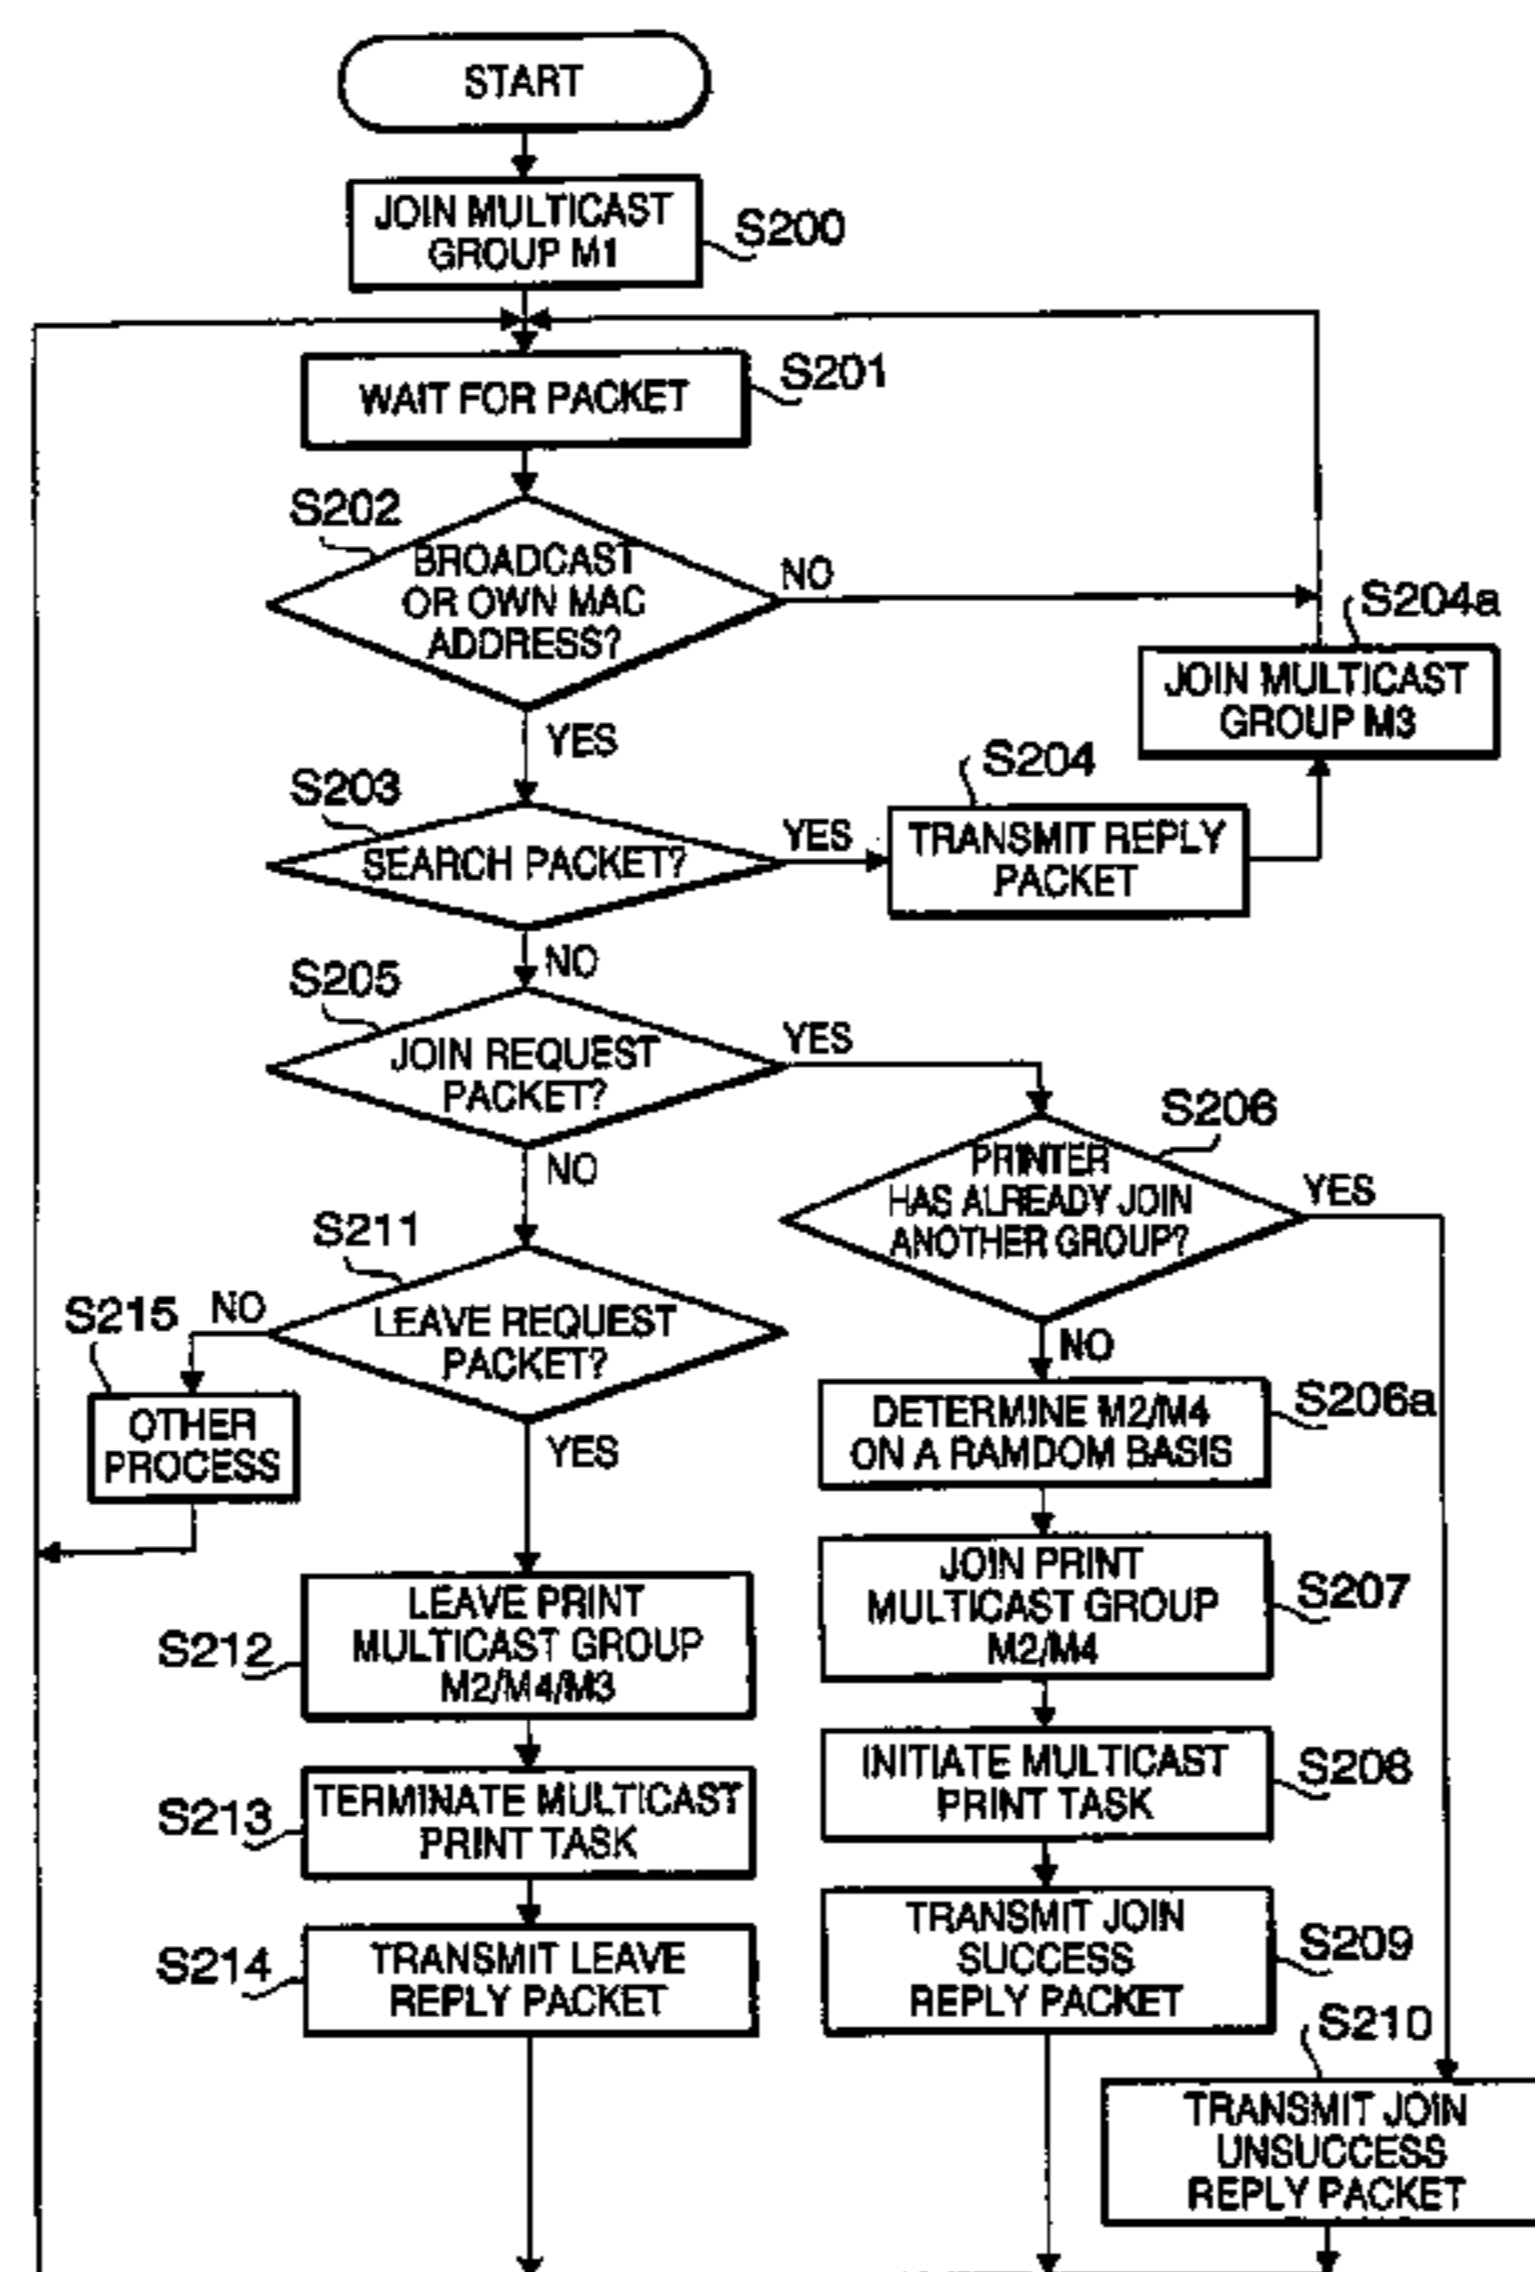 START
JOIN MULTICAST
GROUP M1
S200
WAIT FOR PACKET
S201
S202
BROADCAST
OR OWN MAC
ADDRESS?
NO
YES
S204a
JOIN MULTICAST
GROUP M3
S203
SEARCH PACKET?
YES
S204
TRANSMIT REPLY
PACKET
NO
S205
JOIN REQUEST
PACKET?
YES
NO
S206
PRINTER
HAS ALREADY JOIN
ANOTHER GROUP?
YES
NO
S211
LEAVE REQUEST
PACKET?
NO
S215
OTHER
PROCESS
YES
DETERMINE M2/M4
ON A RAMDOM BASIS
S206a
JOIN PRINT
MULTICAST GROUP
M2/M4
S207
S212
LEAVE PRINT
MULTICAST GROUP
M2/M4/M3
INITIATE MULTICAST
PRINT TASK
S208
S213
TERMINATE MULTICAST
PRINT TASK
TRANSMIT JOIN
SUCCESS
REPLY PACKET
S209
S214
TRANSMIT LEAVE
REPLY PACKET
S210
TRANSMIT JOIN
UNSUCCESS
REPLY PACKET